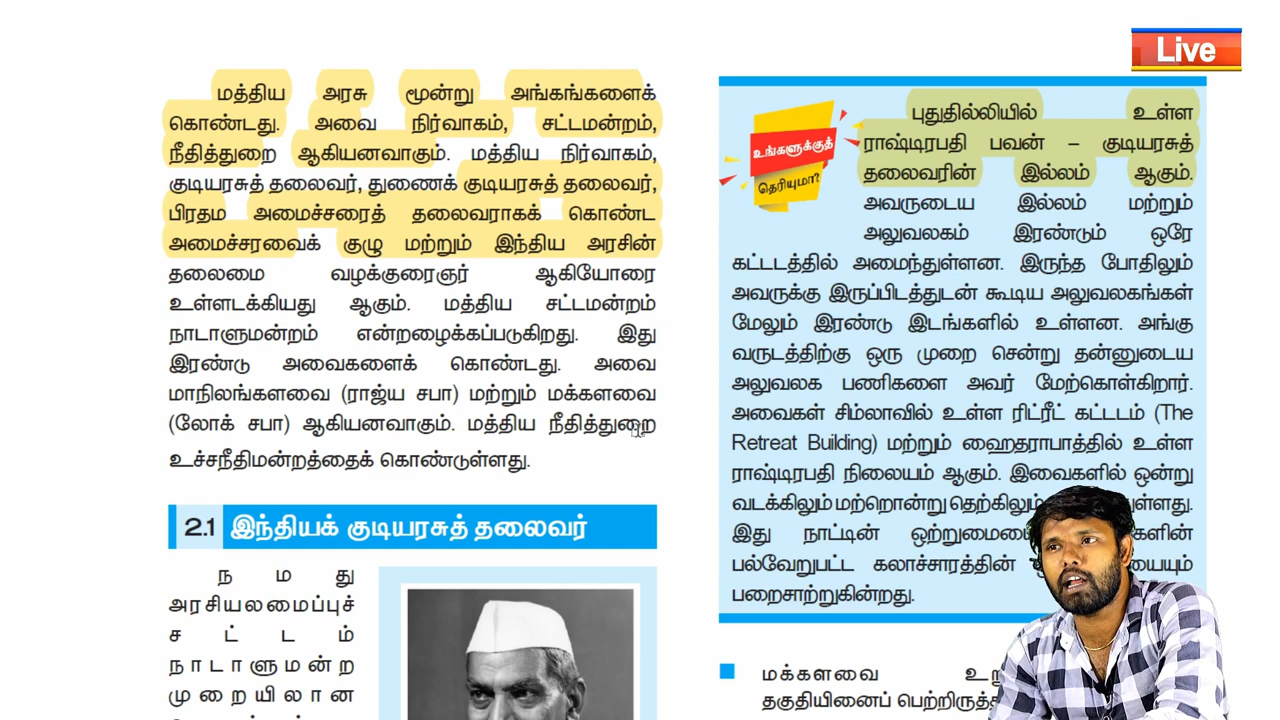 Live
மத்திய அரசு மூன்று அங்கங்களைக்
கொண்டது. அவை நிர்வாகம், சட்டமன்றம்,
நீதித்துறை ஆகியனவாகும். மத்திய நிர்வாகம்,
குடியரசுத் தலைவர், துணைக் குடியரசுத் தலைவர்,
பிரதம அமைச்சரைத் தலைவராகக் கொண்ட
அமைச்சரவைக் குழு மற்றும் இந்திய அரசின்
தலைமை வழக்குரைஞர் ஆகியோரை
உள்ளடக்கியது ஆகும். மத்திய சட்டமன்றம்
நாடாளுமன்றம் என்றழைக்கப்படுகிறது. இது
இரண்டு அவைகளைக் கொண்டது. அவை
மாநிலங்களவை (ராஜ்ய சபா) மற்றும் மக்களவை
(லோக் சபா) ஆகியனவாகும். மத்திய நீதித்துறை
உச்சநீதிமன்றத்தைக் கொண்டுள்ளது.
2.1 இந்தியக் குடியரசுத் தலைவர்
நமது
அரசியலமைப்புச்
சட்டம்
நாடாளுமன்ற
முறையிலான
உங்களுக்குத்
தெரியுமா?
புதுதில்லியில் உள்ள
ராஷ்டிரபதி பவன் – குடியரசுத்
தலைவரின் இல்லம் ஆகும்.
அவருடைய இல்லம் மற்றும்
அலுவலகம் இரண்டும் ஒரே
கட்டடத்தில் அமைந்துள்ளன. இருந்த போதிலும்
அவருக்கு இருப்பிடத்துடன் கூடிய அலுவலகங்கள்
மேலும் இரண்டு இடங்களில் உள்ளன. அங்கு
வருடத்திற்கு ஒரு முறை சென்று தன்னுடைய
அலுவலக பணிகளை அவர் மேற்கொள்கிறார்.
அவைகள் சிம்லாவில் உள்ள ரிட்ரீட் கட்டடம் (The
Retreat Building) மற்றும் ஹைதராபாத்தில் உள்ள
ராஷ்டிரபதி நிலையம் ஆகும். இவைகளில் ஒன்று
வடக்கிலும் மற்றொன்று தெற்கிலும்
இது நாட்டின்
பல்வேறுபட்ட கலாச்சாரத்தின்
பறைசாற்றுகின்றது.
மக்களவை
தகுதியினைப்